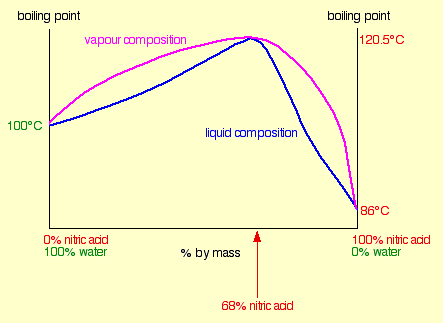 boiling point
boiling point
vapour composition
120.5°C
100°C
liquid composition
86°C
0% nitric acid
100% water
% by mass
100% nitric acid
0% water
68% nitric acid